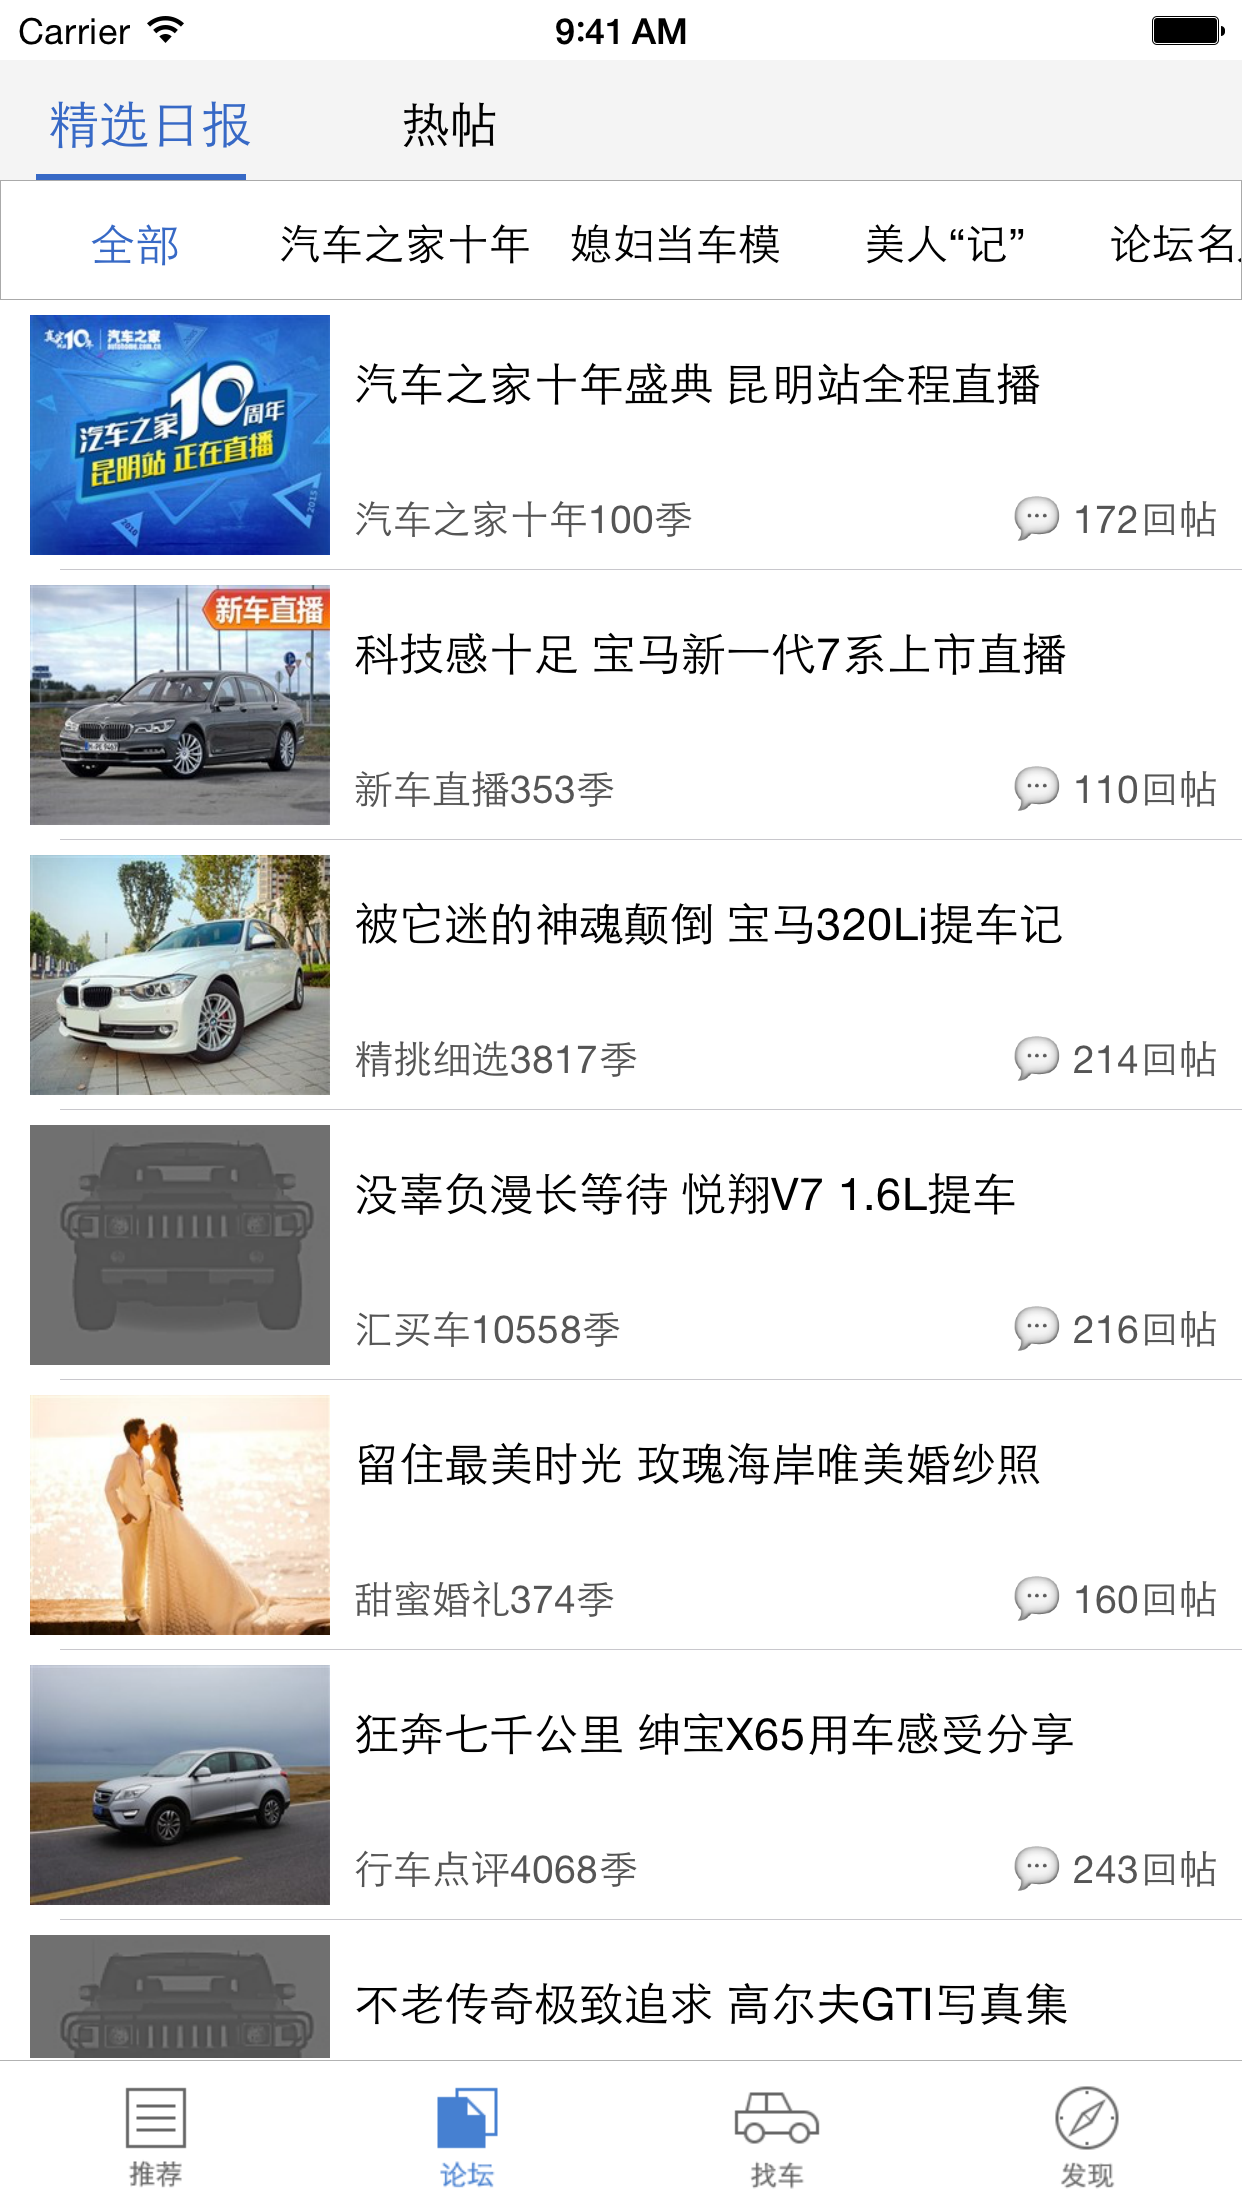 Carrier 9:41 AM
精选日报 热帖
全部 汽车之家十年 媳妇当车模 美人“记” 论坛名
汽车之家
autohome.com.cn
汽车之家10周年
昆明站 正在直播
2010
2015
汽车之家十年盛典 昆明站全程直播
汽车之家十年100季 172回帖
新车直播
科技感十足 宝马新一代7系上市直播
新车直播353季 110回帖
被它迷的神魂颠倒 宝马320Li提车记
精挑细选3817季 214回帖
没辜负漫长等待 悦翔V7 1.6L提车
汇买车10558季 216回帖
留住最美时光 玫瑰海岸唯美婚纱照
甜蜜婚礼374季 160回帖
狂奔七千公里 绅宝X65用车感受分享
行车点评4068季 243回帖
不老传奇极致追求 高尔夫GTI写真集
推荐 论坛 找车 发现